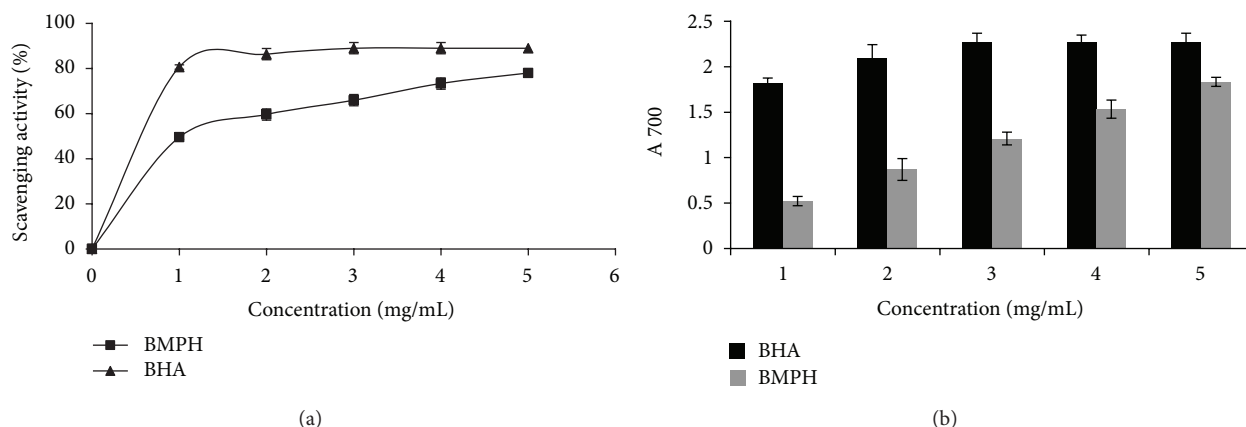 100
80
60
40
20
0
Scavenging activity (%)
0 1 2 3 4 5 6
Concentration (mg/mL)
BMPH
BHA
(a)
2.5
2
1.5
1
0.5
0
A 700
1 2 3 4 5
Concentration (mg/mL)
BHA
BMPH
(b)